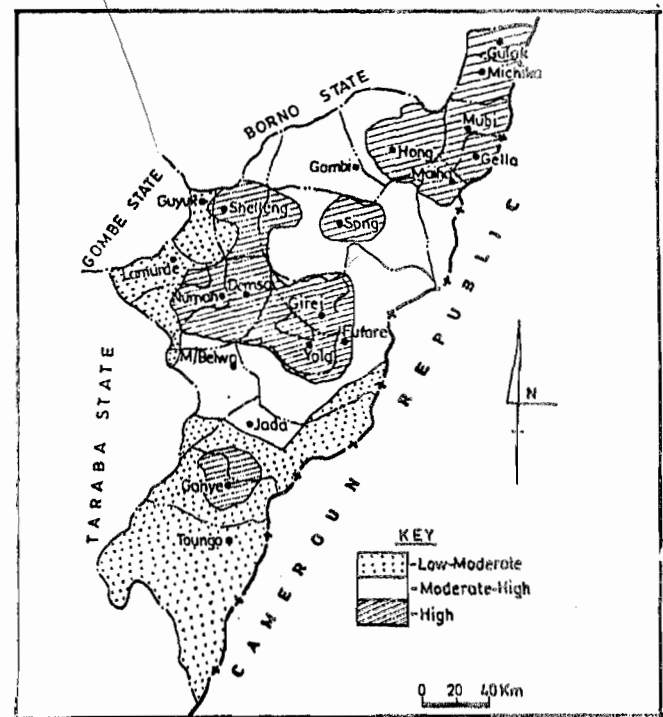 Gulak
Michika
BORNO STATE
Mubi
Hong
Gella
Gombi
Maiha
GOMBE STATE
Guyuk
Shelleng
Song
Lamurde
Demsa
Numan
Girei
Fufore
Yola
M/Belwa
TARABA STATE
N
Jada
Ganye
Toungo
CAMEROUN REPUBLIC
KEY
-Low-Moderate
-Moderate-High
-High
0 20 40Km